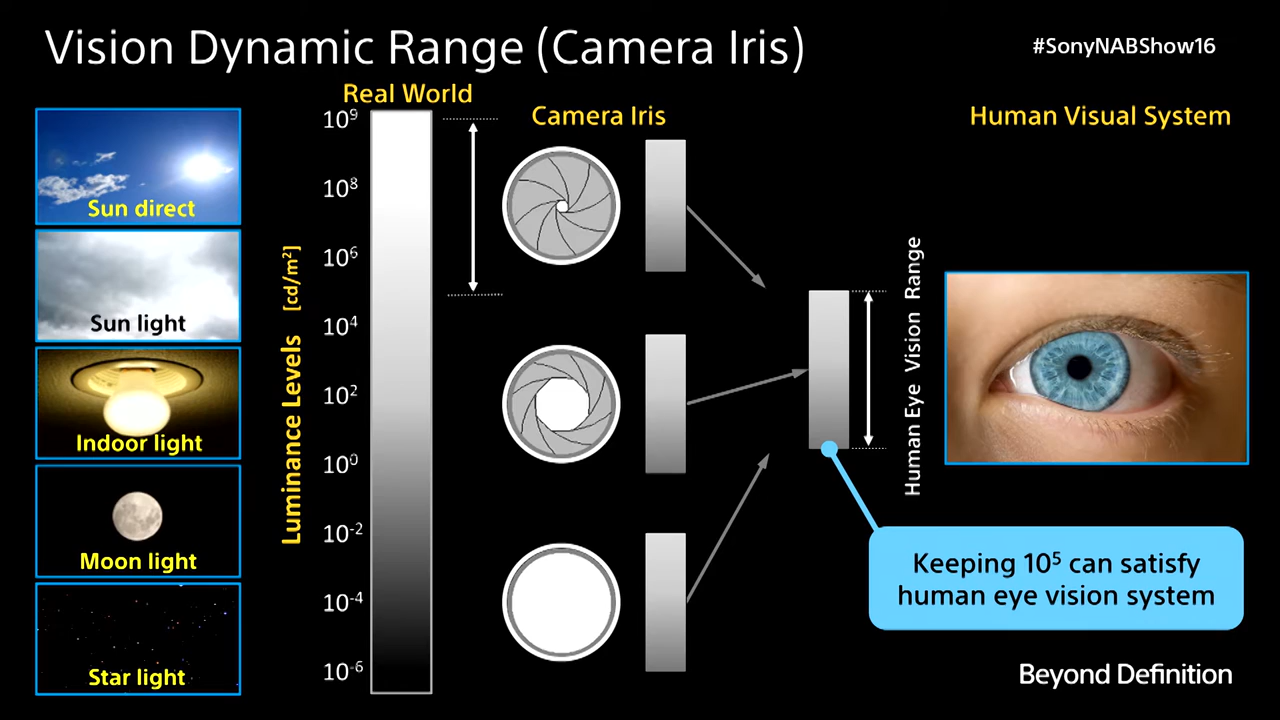 Vision Dynamic Range (Camera Iris)
#SonyNABShow16
Real World
Camera Iris
Human Visual System
Sun direct
Sun light
Indoor light
Moon light
Star light
Luminance Levels [cd/m²]
10⁹
10⁸
10⁶
10⁴
10²
10⁰
10⁻²
10⁻⁴
10⁻⁶
Human Eye Vision Range
Keeping 10⁵ can satisfy
human eye vision system
Beyond Definition